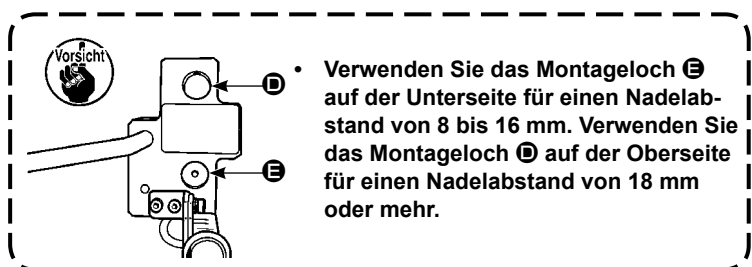 Vorsicht
D
E
• Verwenden Sie das Montageloch E
auf der Unterseite für einen Nadelab-
stand von 8 bis 16 mm. Verwenden Sie
das Montageloch D auf der Oberseite
für einen Nadelabstand von 18 mm
oder mehr.